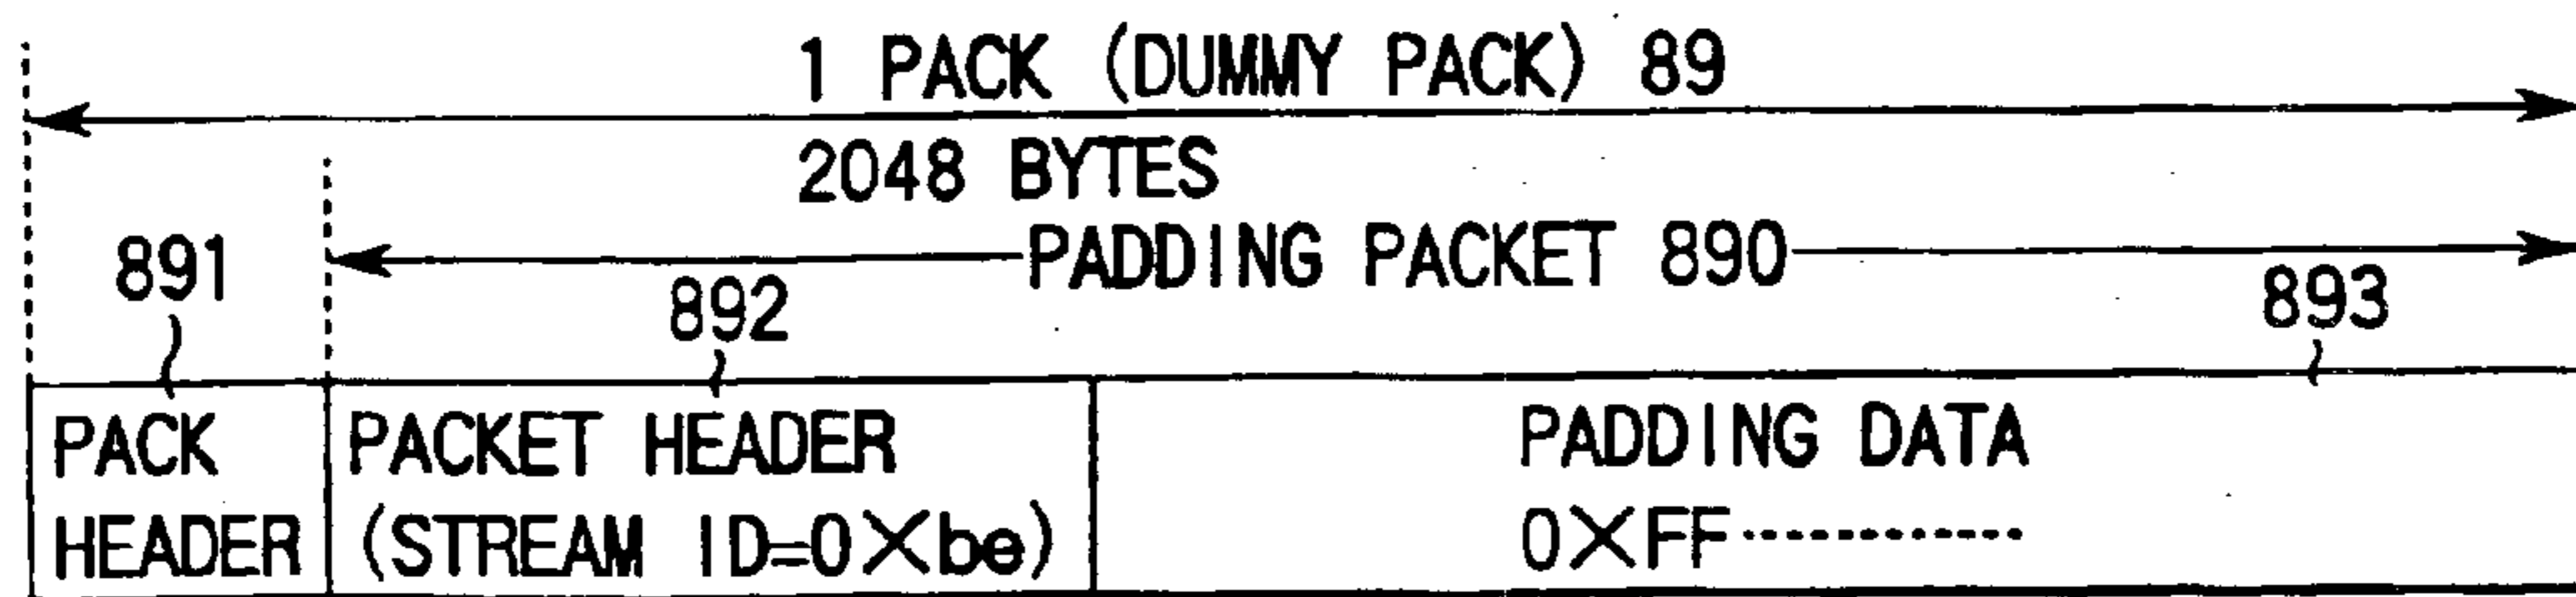 1 PACK (DUMMY PACK) 89
2048 BYTES
PADDING PACKET 890
891
892
893
PACK HEADER
PACKET HEADER
(STREAM ID=0×be)
PADDING DATA
0×FF------------